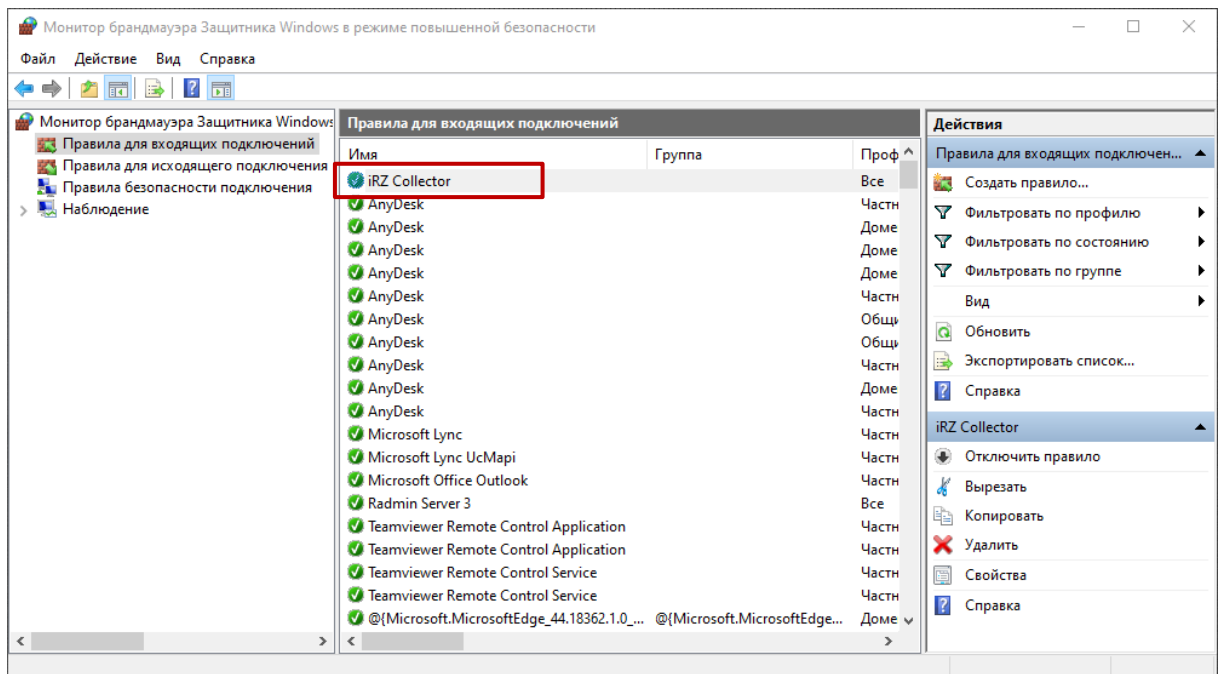 Монитор брандмауэра Защитника Windows в режиме повышенной безопасности
Файл Действие Вид Справка
Монитор брандмауэра Защитника Windows
Правила для входящих подключений
Правила для исходящего подключения
Правила безопасности подключения
Наблюдение
Правила для входящих подключений
Имя Группа Проф
iRZ Collector Все
AnyDesk Частн
AnyDesk Доме
AnyDesk Доме
AnyDesk Доме
AnyDesk Частн
AnyDesk Общи
AnyDesk Общи
AnyDesk Частн
AnyDesk Доме
AnyDesk Частн
Microsoft Lync Частн
Microsoft Lync UcMapi Частн
Microsoft Office Outlook Частн
Radmin Server 3 Все
Teamviewer Remote Control Application Частн
Teamviewer Remote Control Application Частн
Teamviewer Remote Control Service Частн
Teamviewer Remote Control Service Частн
@{Microsoft.MicrosoftEdge_44.18362.1.0_... @{Microsoft.MicrosoftEdge... Доме
Действия
Правила для входящих подключен...
Создать правило...
Фильтровать по профилю
Фильтровать по состоянию
Фильтровать по группе
Вид
Обновить
Экспортировать список...
Справка
iRZ Collector
Отключить правило
Вырезать
Копировать
Удалить
Свойства
Справка